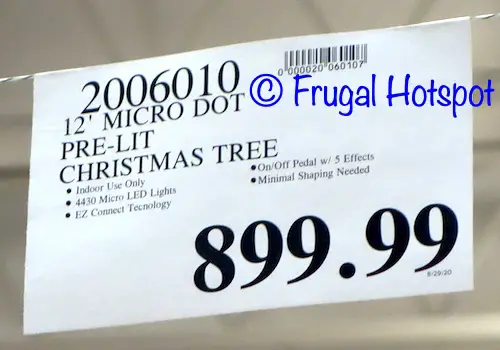 2006010
0 000020 060107
12' MICRO DOT
PRE-LIT
CHRISTMAS TREE
• Indoor Use Only
• 4430 Micro LED Lights
• EZ Connect Tecnology
• On/Off Pedal w/ 5 Effects
• Minimal Shaping Needed
899.99
8/29/20
© Frugal Hotspot